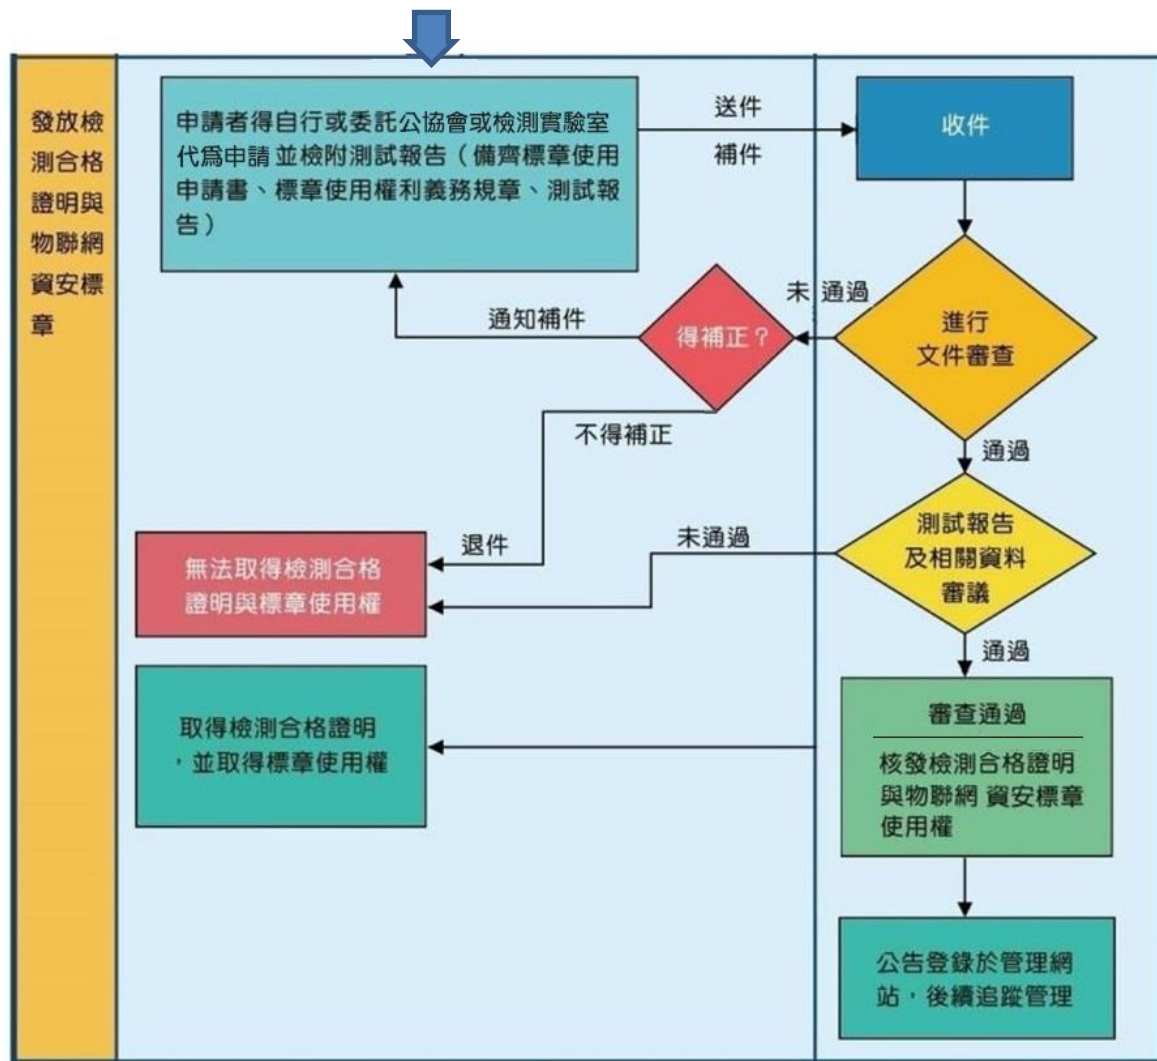 發放檢
測合格
證明與
物聯網
資安標
章
申請者得自行或委託公協會或檢測實驗室
代爲申請 並檢附測試報告（備齊標章使用
申請書、標章使用權利義務規章、測試報
告）
送件
補件
收件
未 通過
進行
文件審查
得補正？
通知補件
不得補正
通過
退件
未通過
測試報告
及相關資料
審議
無法取得檢測合格
證明與標章使用權
通過
取得檢測合格證明
，並取得標章使用權
審查通過
核發檢測合格證明
與物聯網 資安標章
使用權
公告登錄於管理網
站，後續追蹤管理